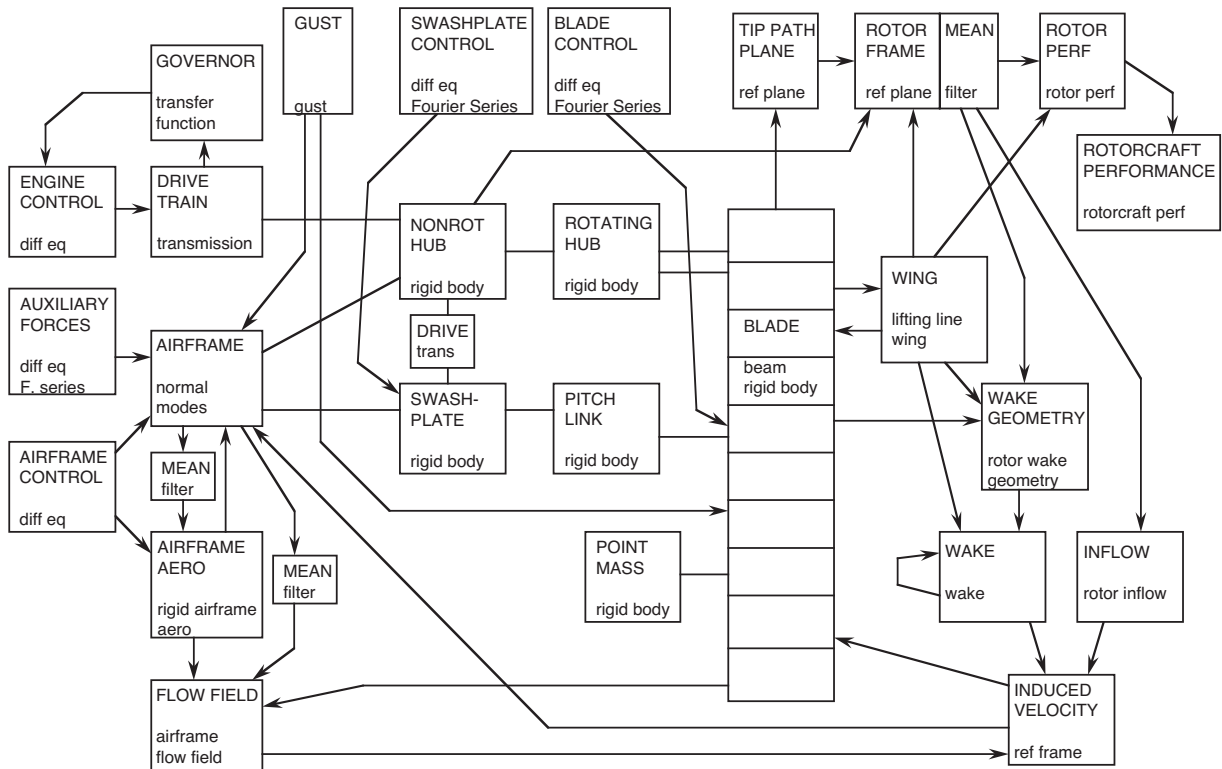 GUST
gust
SWASHPLATE
CONTROL
diff eq
Fourier Series
BLADE
CONTROL
diff eq
Fourier Series
TIP PATH
PLANE
ref plane
ROTOR
FRAME
ref plane
MEAN
filter
ROTOR
PERF
rotor perf
GOVERNOR
transfer
function
ROTORCRAFT
PERFORMANCE
rotorcraft perf
ENGINE
CONTROL
diff eq
DRIVE
TRAIN
transmission
NONROT
HUB
rigid body
ROTATING
HUB
rigid body
WING
lifting line
wing
AUXILIARY
FORCES
diff eq
F. series
AIRFRAME
normal
modes
DRIVE
trans
BLADE
beam
rigid body
SWASH-
PLATE
rigid body
PITCH
LINK
rigid body
WAKE
GEOMETRY
rotor wake
geometry
AIRFRAME
CONTROL
diff eq
MEAN
filter
AIRFRAME
AERO
rigid airframe
aero
MEAN
filter
POINT
MASS
rigid body
WAKE
wake
INFLOW
rotor inflow
FLOW FIELD
airframe
flow field
INDUCED
VELOCITY
ref frame